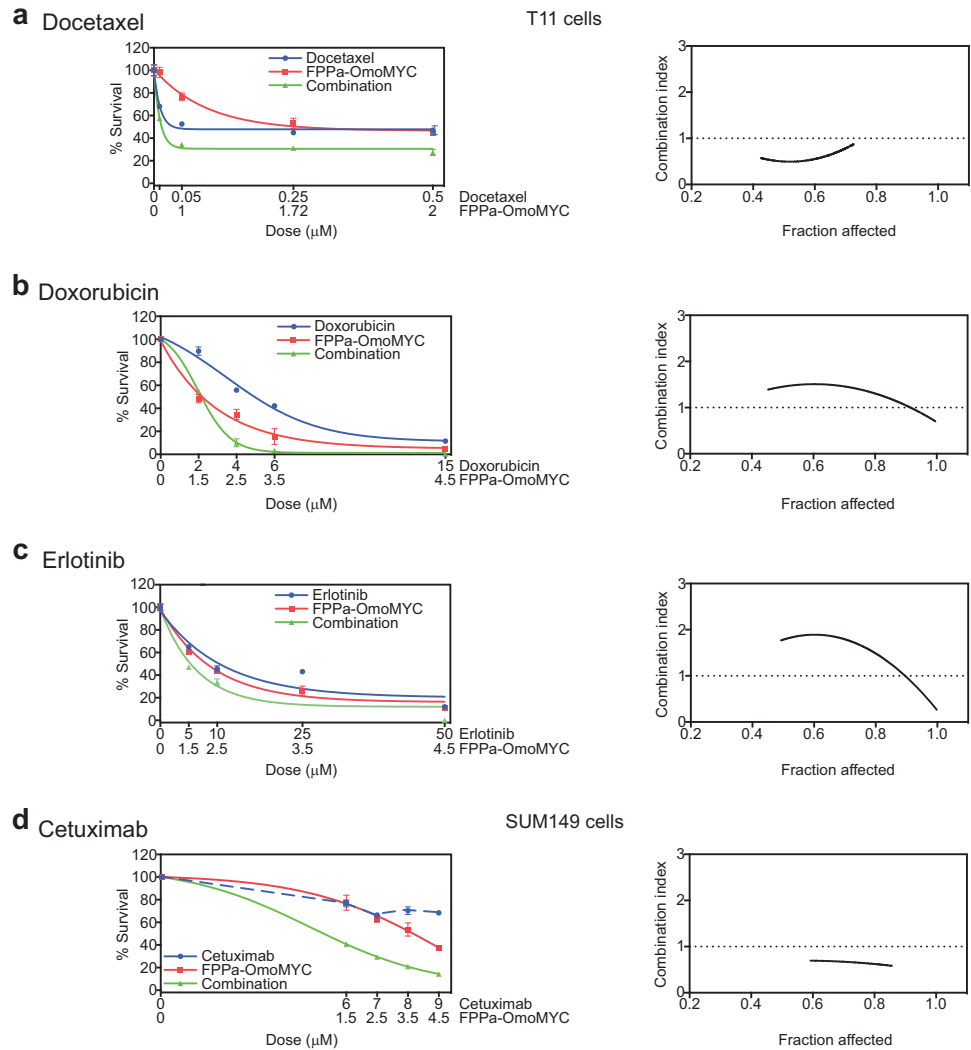 a Docetaxel
T11 cells
120
100
80
60
40
20
0
% Survival
Docetaxel
FPPa-OmoMYC
Combination
0.05 0.25 0.5 Docetaxel
0 1 1.72 2 FPPa-OmoMYC
Dose (μM)
3
2
1
0
Combination index
0.2 0.4 0.6 0.8 1.0
Fraction affected
b Doxorubicin
120
100
80
60
40
20
0
% Survival
Doxorubicin
FPPa-OmoMYC
Combination
0 2 4 6 15 Doxorubicin
0 1.5 2.5 3.5 4.5 FPPa-OmoMYC
Dose (μM)
3
2
1
0
Combination index
0.2 0.4 0.6 0.8 1.0
Fraction affected
c Erlotinib
120
100
80
60
40
20
0
% Survival
Erlotinib
FPPa-OmoMYC
Combination
0 5 10 25 50 Erlotinib
0 1.5 2.5 3.5 4.5 FPPa-OmoMYC
Dose (μM)
3
2
1
0
Combination index
0.2 0.4 0.6 0.8 1.0
Fraction affected
d Cetuximab
SUM149 cells
120
100
80
60
40
20
0
% Survival
Cetuximab
FPPa-OmoMYC
Combination
0 6 7 8 9 Cetuximab
0 1.5 2.5 3.5 4.5 FPPa-OmoMYC
Dose (μM)
3
2
1
0
Combination index
0.2 0.4 0.6 0.8 1.0
Fraction affected